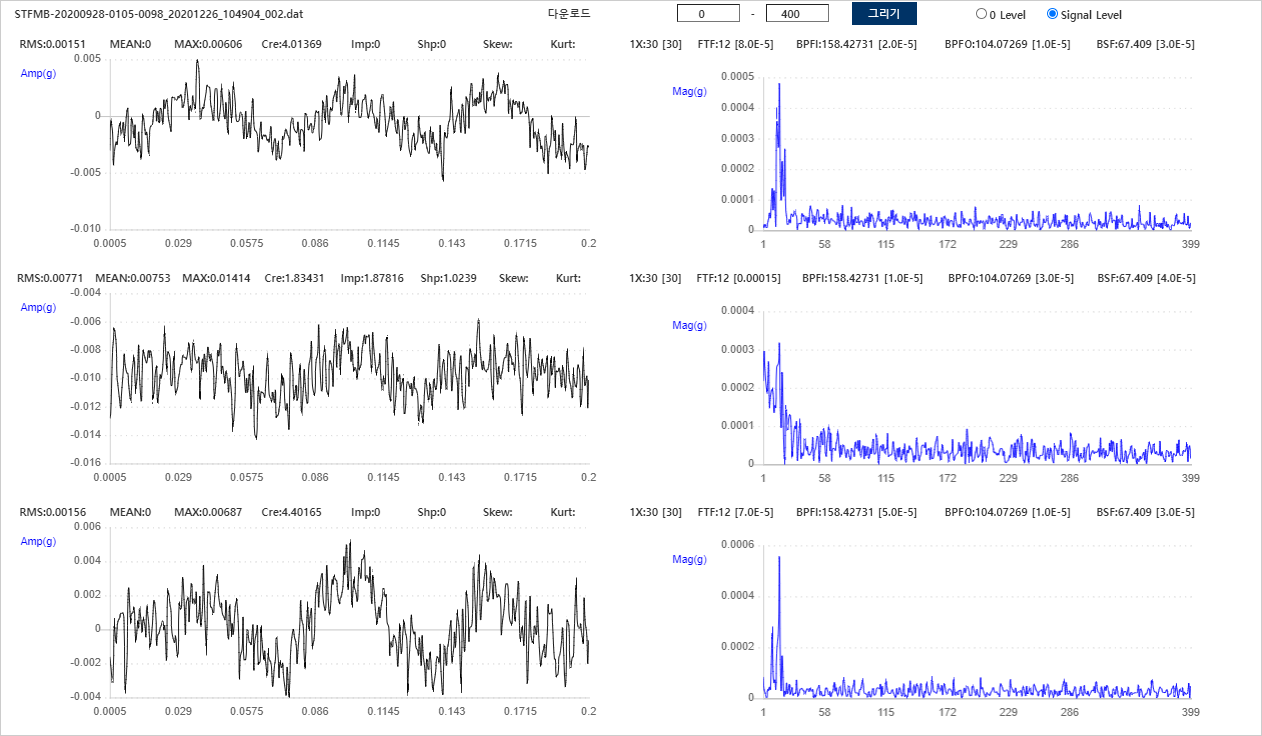 STFMB-20200928-0105-0098_20201226_104904_002.dat 다운로드 0 - 400 그리기 0 Level Signal Level
RMS:0.00151 MEAN:0 MAX:0.00606 Cre:4.01369 Imp:0 Shp:0 Skew: Kurt:
Amp(g)
0.005
0
-0.005
-0.010
0.0005 0.029 0.0575 0.086 0.1145 0.143 0.1715 0.2
1X:30 [30] FTF:12 [8.0E-5] BPFI:158.42731 [2.0E-5] BPFO:104.07269 [1.0E-5] BSF:67.409 [3.0E-5]
Mag(g)
0.0005
0.0004
0.0003
0.0002
0.0001
0
1 58 115 172 229 286 399
RMS:0.00771 MEAN:0.00753 MAX:0.01414 Cre:1.83431 Imp:1.87816 Shp:1.0239 Skew: Kurt:
Amp(g)
-0.004
-0.006
-0.008
-0.010
-0.012
-0.014
-0.016
0.0005 0.029 0.0575 0.086 0.1145 0.143 0.1715 0.2
1X:30 [30] FTF:12 [0.00015] BPFI:158.42731 [1.0E-5] BPFO:104.07269 [3.0E-5] BSF:67.409 [4.0E-5]
Mag(g)
0.0004
0.0003
0.0002
0.0001
0
1 58 115 172 229 286 399
RMS:0.00156 MEAN:0 MAX:0.00687 Cre:4.40165 Imp:0 Shp:0 Skew: Kurt:
Amp(g)
0.006
0.004
0.002
0
-0.002
-0.004
0.0005 0.029 0.0575 0.086 0.1145 0.143 0.1715 0.2
1X:30 [30] FTF:12 [7.0E-5] BPFI:158.42731 [5.0E-5] BPFO:104.07269 [1.0E-5] BSF:67.409 [3.0E-5]
Mag(g)
0.0006
0.0004
0.0002
0
1 58 115 172 229 286 399